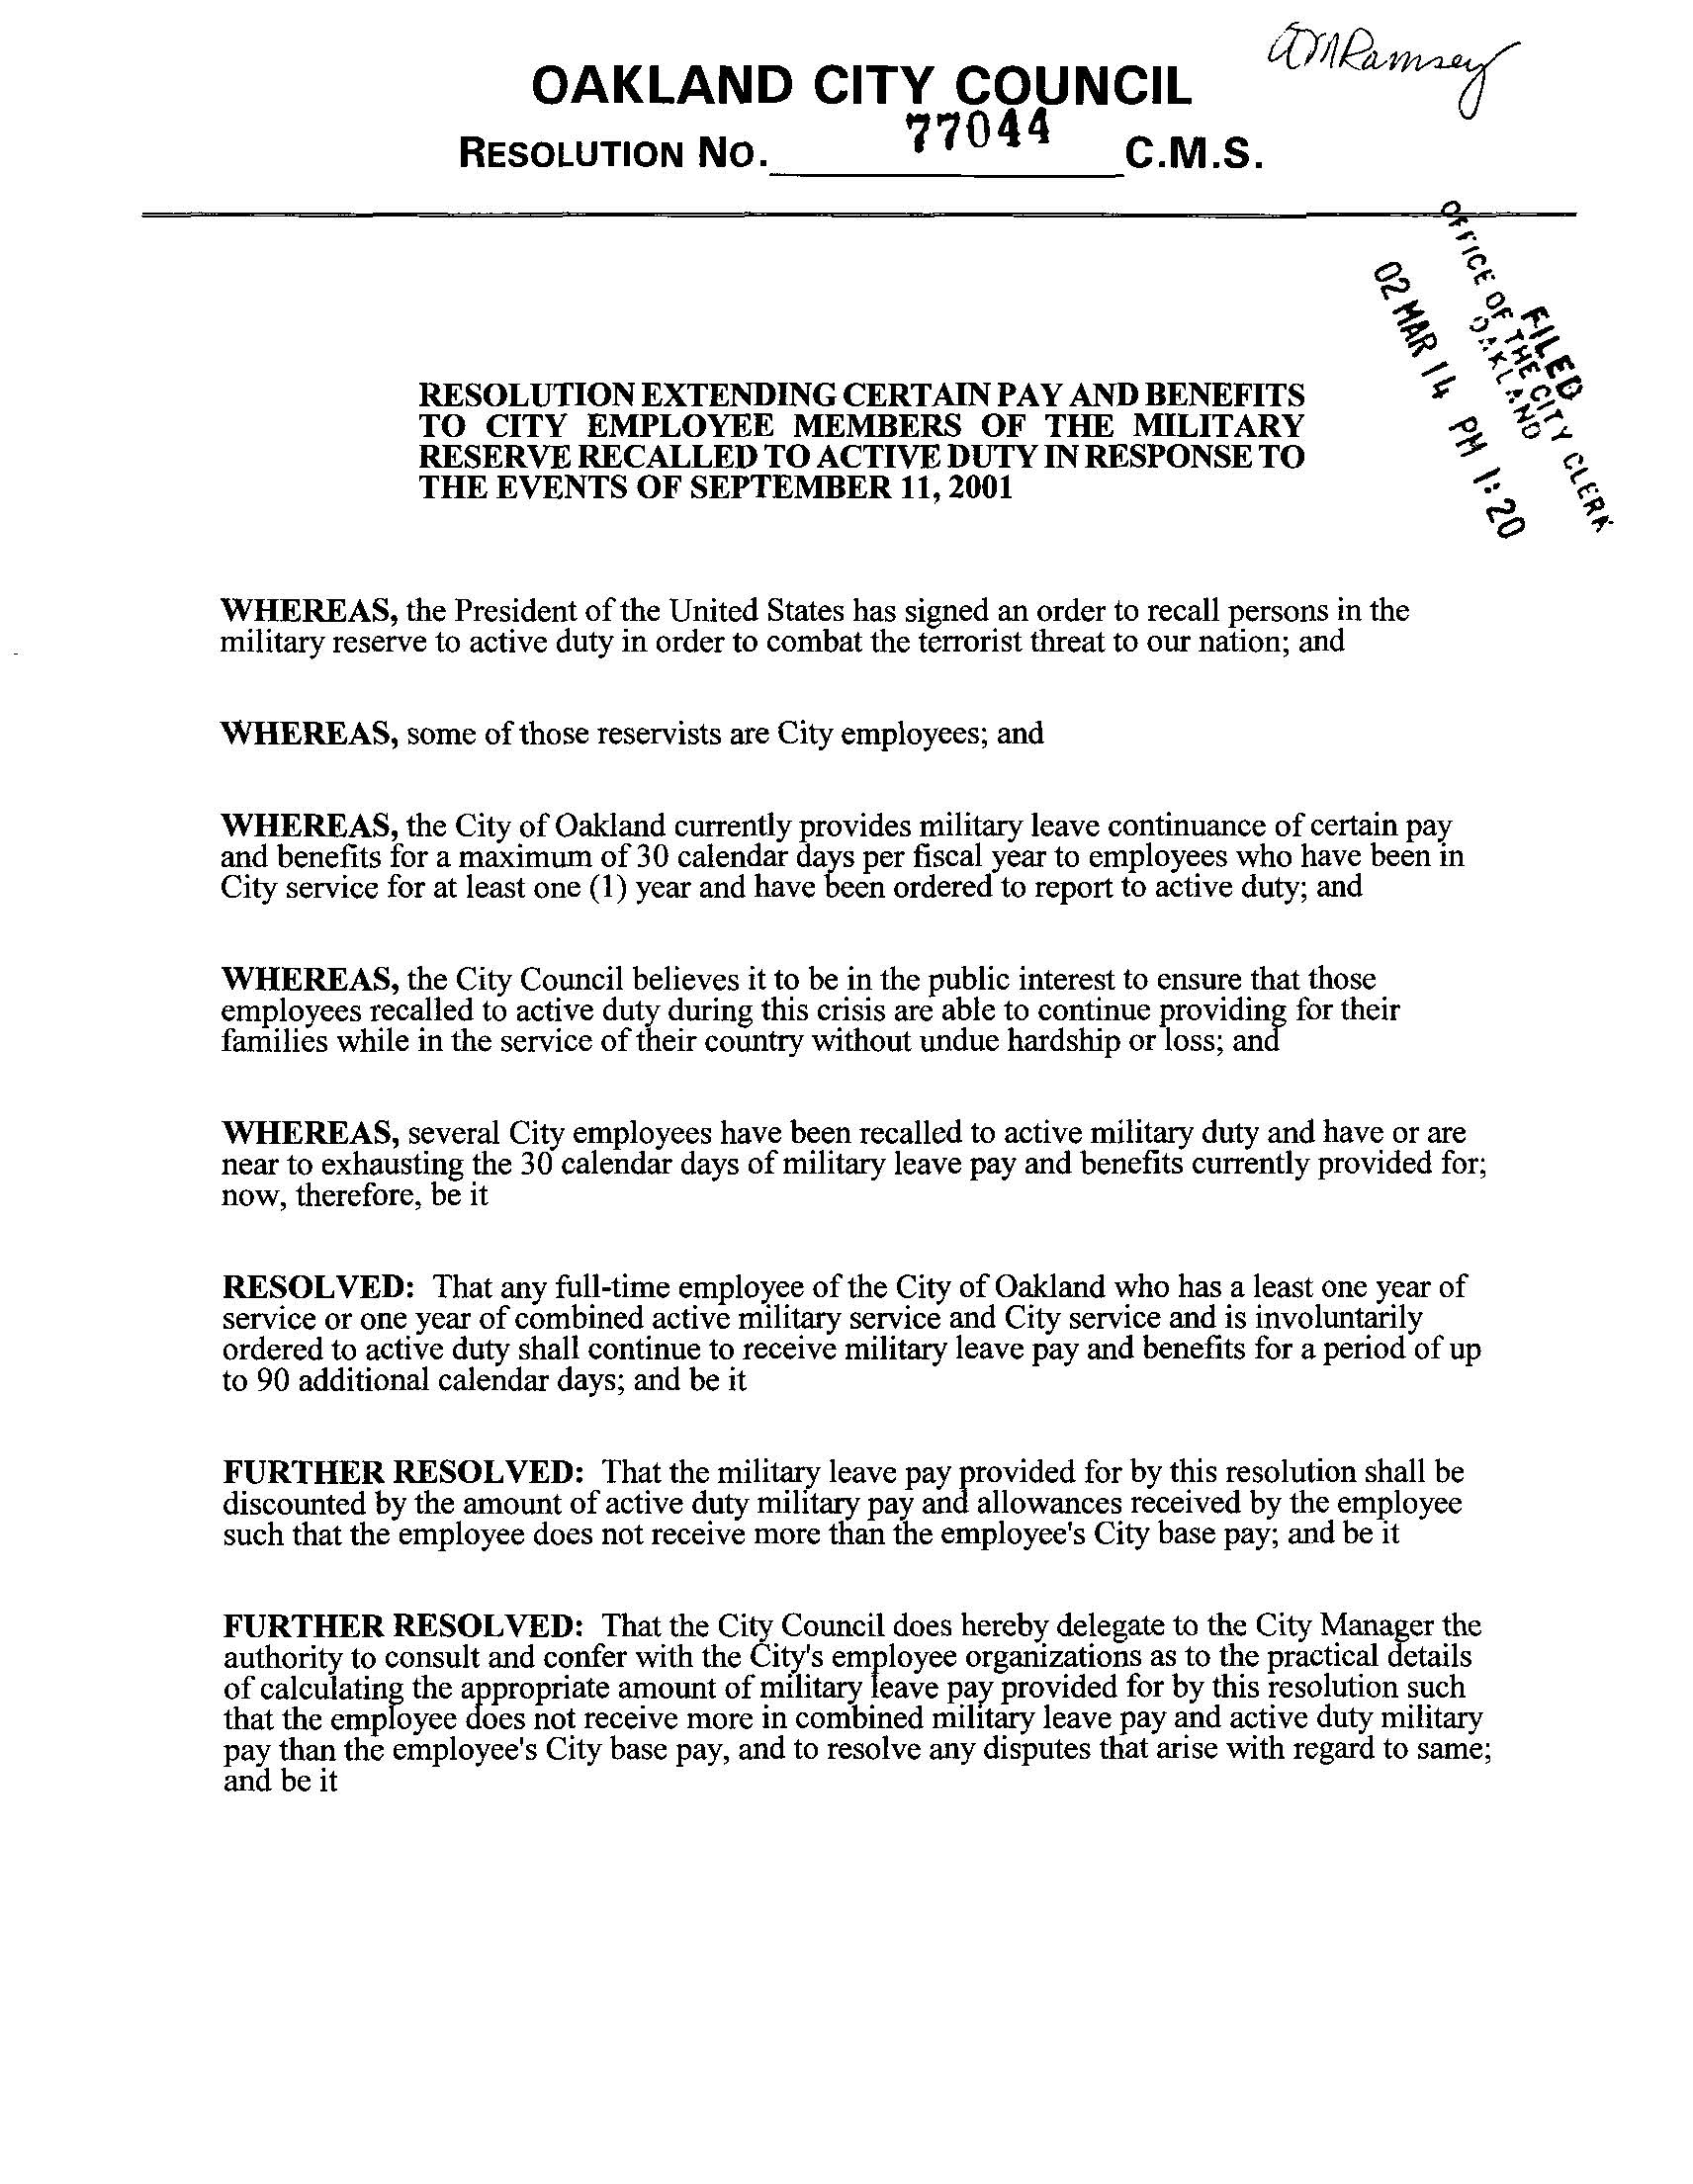 AMRamsey
OAKLAND CITY COUNCIL
RESOLUTION NO. 77044 C.M.S.
FILED
OFFICE OF THE CITY CLERK
OAKLAND
02 MAR 14 PM 1:20
RESOLUTION EXTENDING CERTAIN PAY AND BENEFITS
TO CITY EMPLOYEE MEMBERS OF THE MILITARY
RESERVE RECALLED TO ACTIVE DUTY IN RESPONSE TO
THE EVENTS OF SEPTEMBER 11, 2001
WHEREAS, the President of the United States has signed an order to recall persons in the
military reserve to active duty in order to combat the terrorist threat to our nation; and
WHEREAS, some of those reservists are City employees; and
WHEREAS, the City of Oakland currently provides military leave continuance of certain pay
and benefits for a maximum of 30 calendar days per fiscal year to employees who have been in
City service for at least one (1) year and have been ordered to report to active duty; and
WHEREAS, the City Council believes it to be in the public interest to ensure that those
employees recalled to active duty during this crisis are able to continue providing for their
families while in the service of their country without undue hardship or loss; and
WHEREAS, several City employees have been recalled to active military duty and have or are
near to exhausting the 30 calendar days of military leave pay and benefits currently provided for;
now, therefore, be it
RESOLVED: That any full-time employee of the City of Oakland who has a least one year of
service or one year of combined active military service and City service and is involuntarily
ordered to active duty shall continue to receive military leave pay and benefits for a period of up
to 90 additional calendar days; and be it
FURTHER RESOLVED: That the military leave pay provided for by this resolution shall be
discounted by the amount of active duty military pay and allowances received by the employee
such that the employee does not receive more than the employee's City base pay; and be it
FURTHER RESOLVED: That the City Council does hereby delegate to the City Manager the
authority to consult and confer with the City's employee organizations as to the practical details
of calculating the appropriate amount of military leave pay provided for by this resolution such
that the employee does not receive more in combined military leave pay and active duty military
pay than the employee's City base pay, and to resolve any disputes that arise with regard to same;
and be it